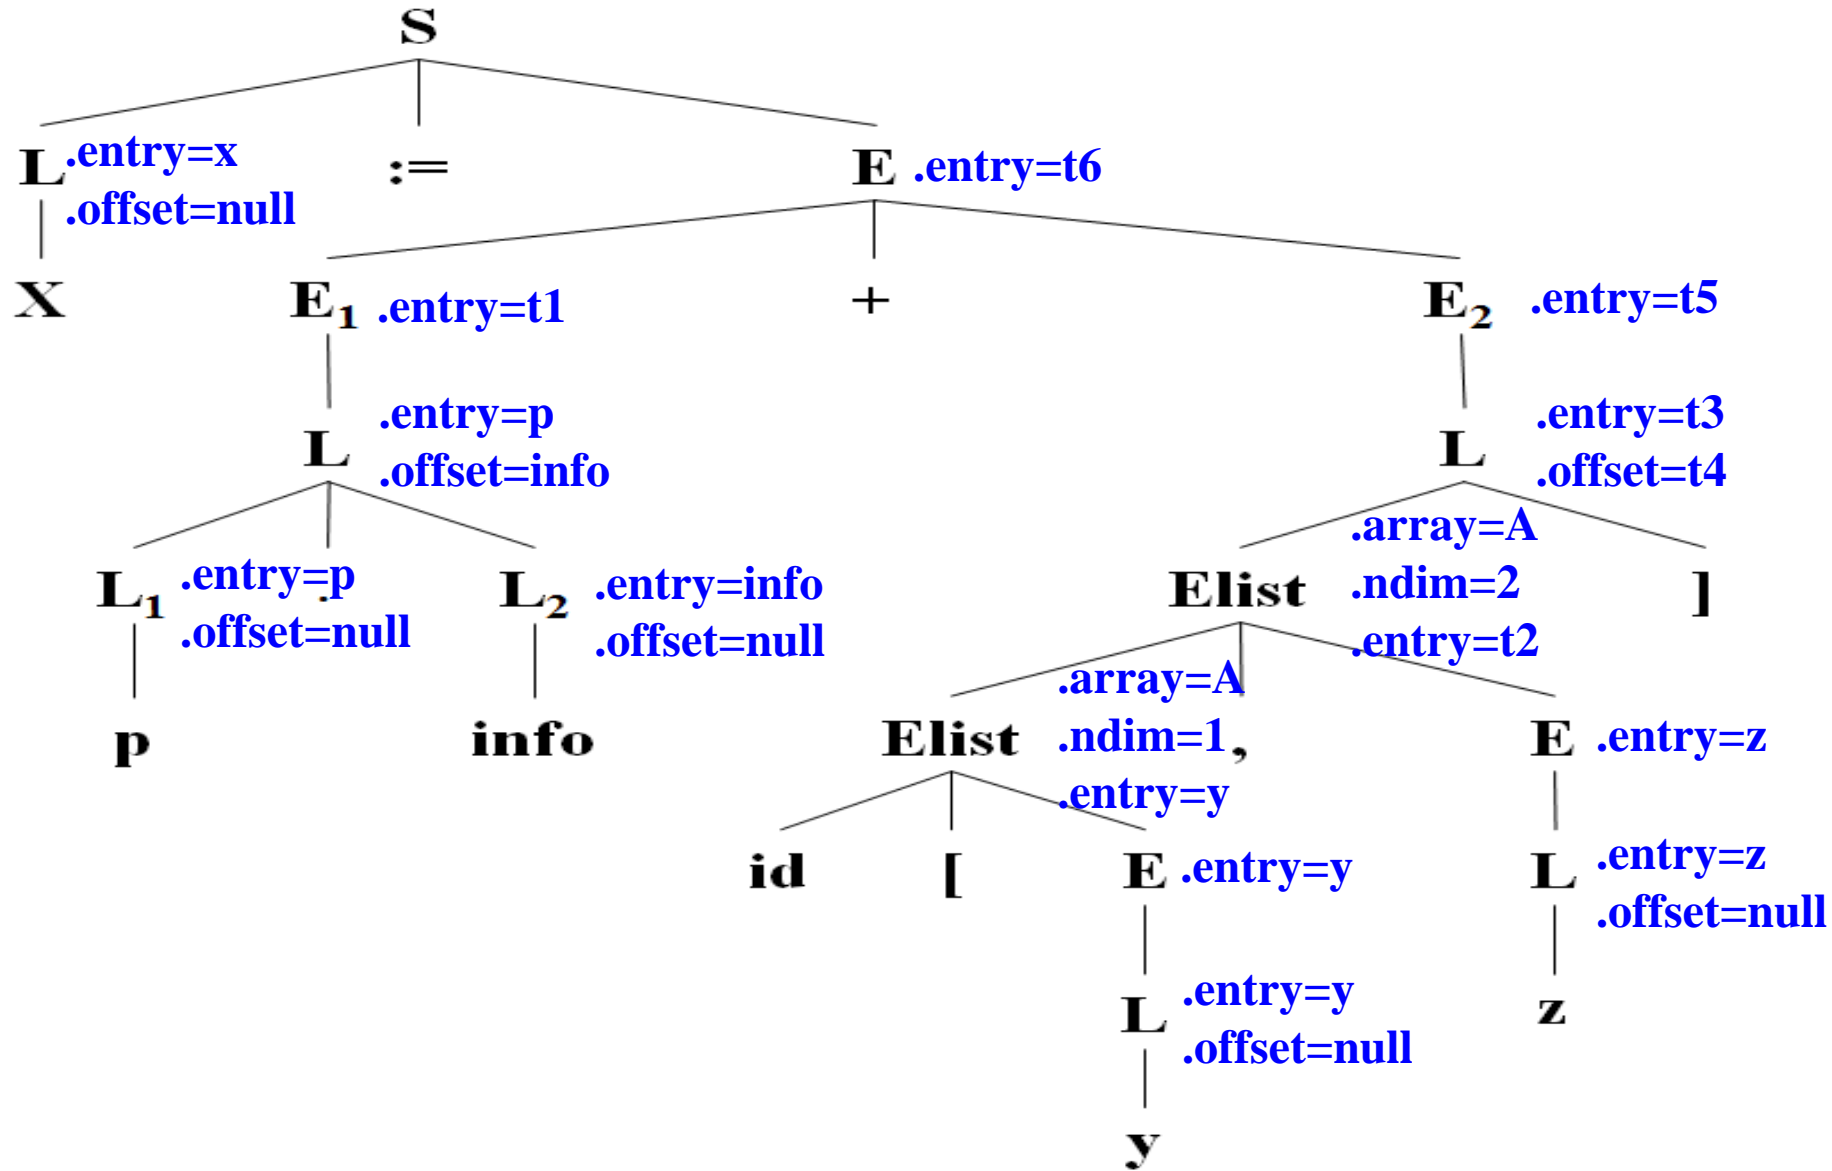 S
L .entry=x
.offset=null
:=
E .entry=t6
X
E1 .entry=t1
+
E2 .entry=t5
L .entry=p
.offset=info
L .entry=t3
.offset=t4
L1 .entry=p
.offset=null
.
L2 .entry=info
.offset=null
Elist .array=A
.ndim=2
.entry=t2
]
p
info
Elist .array=A
.ndim=1
.entry=y
,
E .entry=z
id
[
E .entry=y
L .entry=z
.offset=null
L .entry=y
.offset=null
z
y